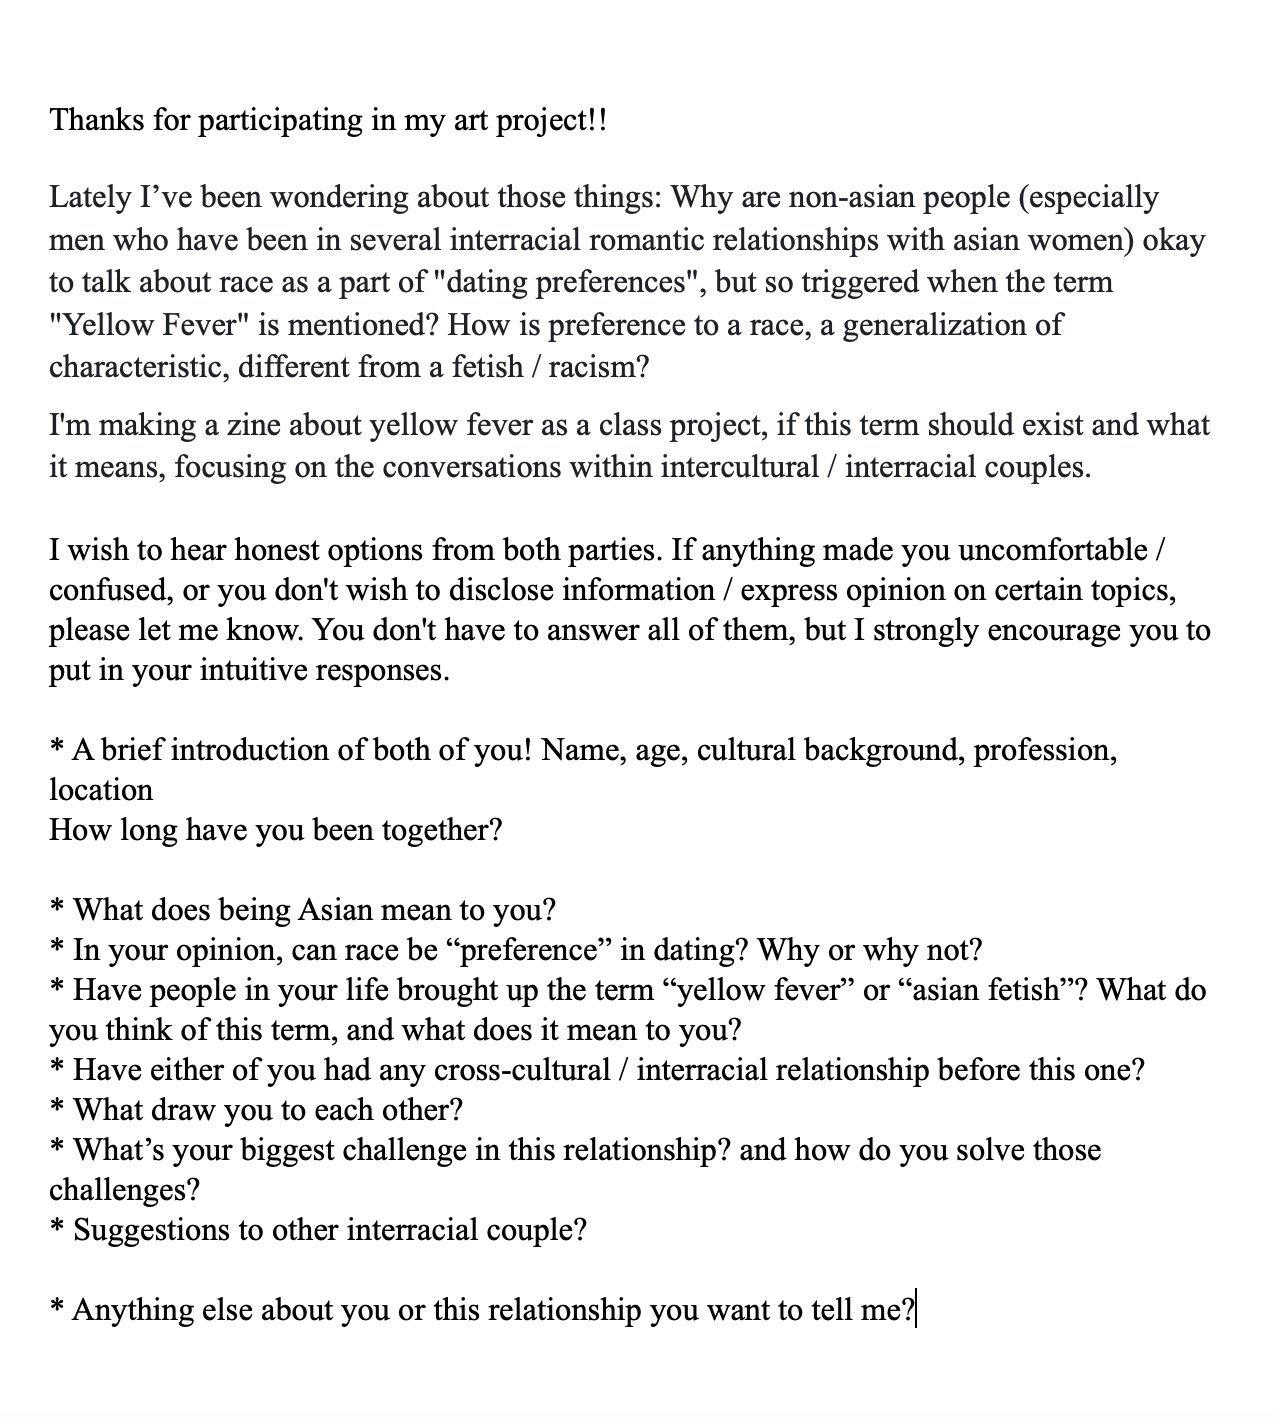 Thanks for participating in my art project!!
Lately I’ve been wondering about those things: Why are non-asian people (especially
men who have been in several interracial romantic relationships with asian women) okay
to talk about race as a part of "dating preferences", but so triggered when the term
"Yellow Fever" is mentioned? How is preference to a race, a generalization of
characteristic, different from a fetish / racism?
I'm making a zine about yellow fever as a class project, if this term should exist and what
it means, focusing on the conversations within intercultural / interracial couples.
I wish to hear honest options from both parties. If anything made you uncomfortable /
confused, or you don't wish to disclose information / express opinion on certain topics,
please let me know. You don't have to answer all of them, but I strongly encourage you to
put in your intuitive responses.
* A brief introduction of both of you! Name, age, cultural background, profession,
location
How long have you been together?
* What does being Asian mean to you?
* In your opinion, can race be “preference” in dating? Why or why not?
* Have people in your life brought up the term “yellow fever” or “asian fetish”? What do
you think of this term, and what does it mean to you?
* Have either of you had any cross-cultural / interracial relationship before this one?
* What draw you to each other?
* What’s your biggest challenge in this relationship? and how do you solve those
challenges?
* Suggestions to other interracial couple?
* Anything else about you or this relationship you want to tell me?